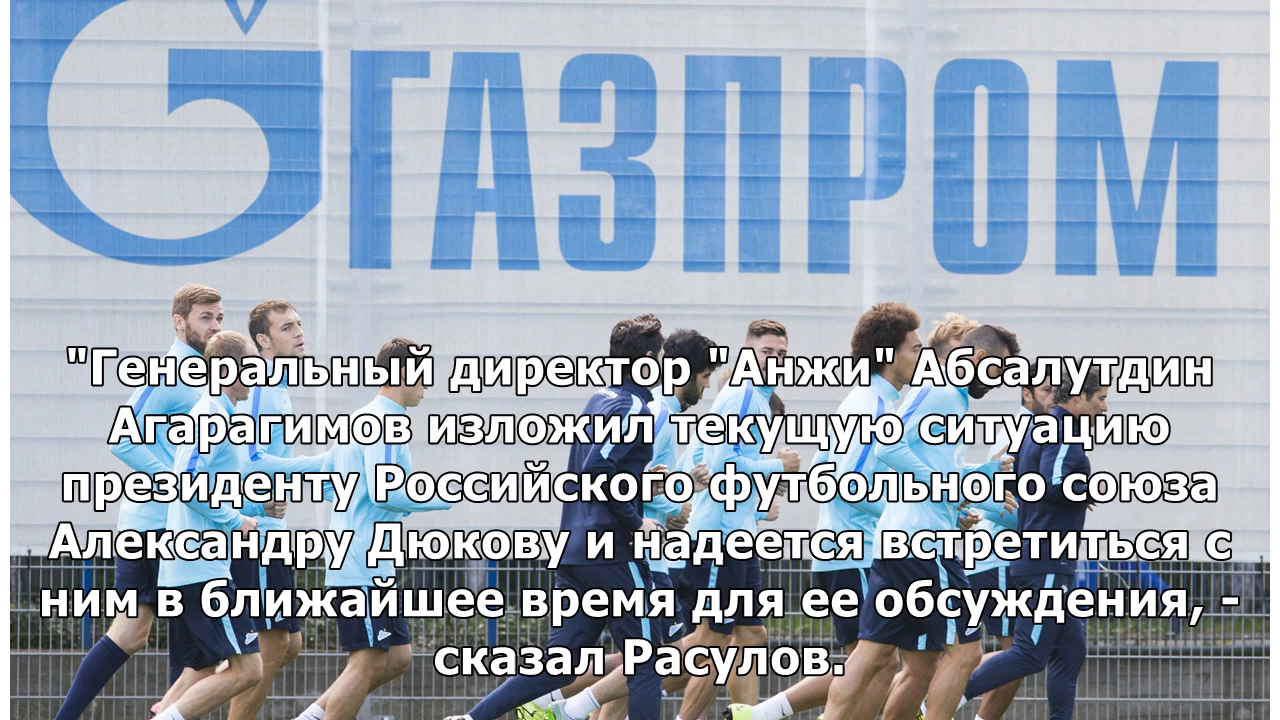 ГАЗПРОМ
"Генеральный директор "Анжи" Абсалутдин
Агарагимов изложил текущую ситуацию
президенту Российского футбольного союза
Александру Дюкову и надеется встретиться с
ним в ближайшее время для ее обсуждения, -
сказал Расулов.